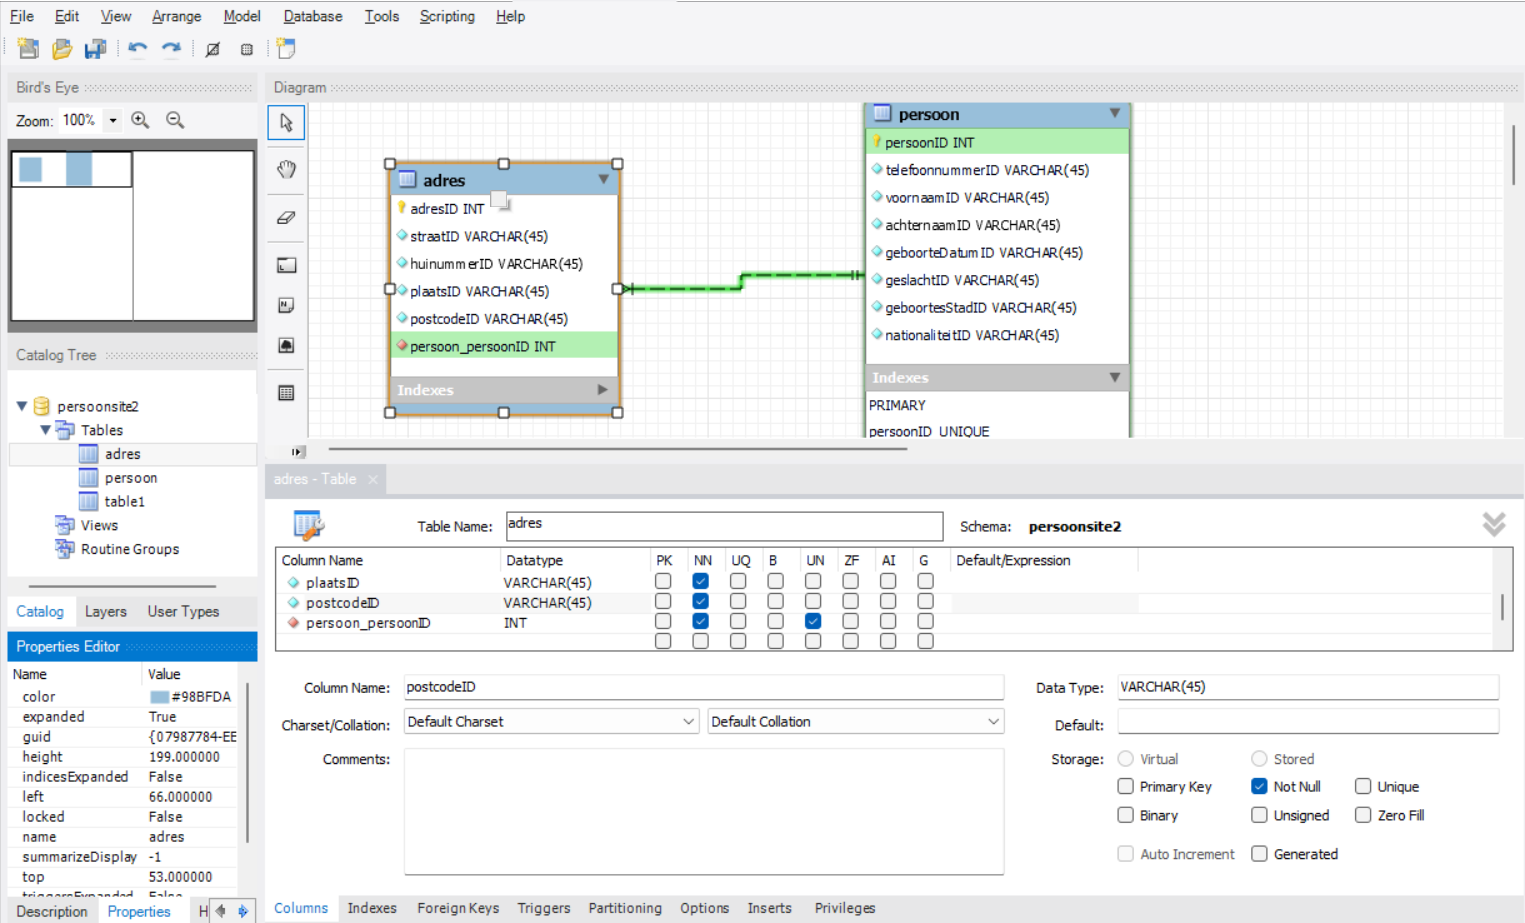 File Edit View Arrange Model Database Tools Scripting Help
Bird's Eye
Zoom: 100%
Catalog Tree
persoonsite2
Tables
adres
persoon
table1
Views
Routine Groups
Catalog Layers User Types
Properties Editor
Name Value
color #98BFDA
expanded True
guid {07987784-EE
height 199.000000
indicesExpanded False
left 66.000000
locked False
name adres
summarizeDisplay -1
top 53.000000
triggersExpanded False
Description Properties H
Diagram
adres
adresID INT
straatID VARCHAR(45)
huinummerID VARCHAR(45)
plaatsID VARCHAR(45)
postcodeID VARCHAR(45)
persoon_persoonID INT
Indexes
persoon
persoonID INT
telefoonnummerID VARCHAR(45)
voornaamID VARCHAR(45)
achternaamID VARCHAR(45)
geboorteDatumID VARCHAR(45)
geslachtID VARCHAR(45)
geboortesStadID VARCHAR(45)
nationaliteitID VARCHAR(45)
Indexes
PRIMARY
persoonID_UNIQUE
adres - Table
Table Name: adres Schema: persoonsite2
Column Name Datatype PK NN UQ B UN ZF AI G Default/Expression
plaatsID VARCHAR(45)
postcodeID VARCHAR(45)
persoon_persoonID INT
Column Name: postcodeID Data Type: VARCHAR(45)
Charset/Collation: Default Charset Default Collation Default:
Comments: Storage: Virtual Stored
Primary Key Not Null Unique
Binary Unsigned Zero Fill
Auto Increment Generated
Columns Indexes Foreign Keys Triggers Partitioning Options Inserts Privileges